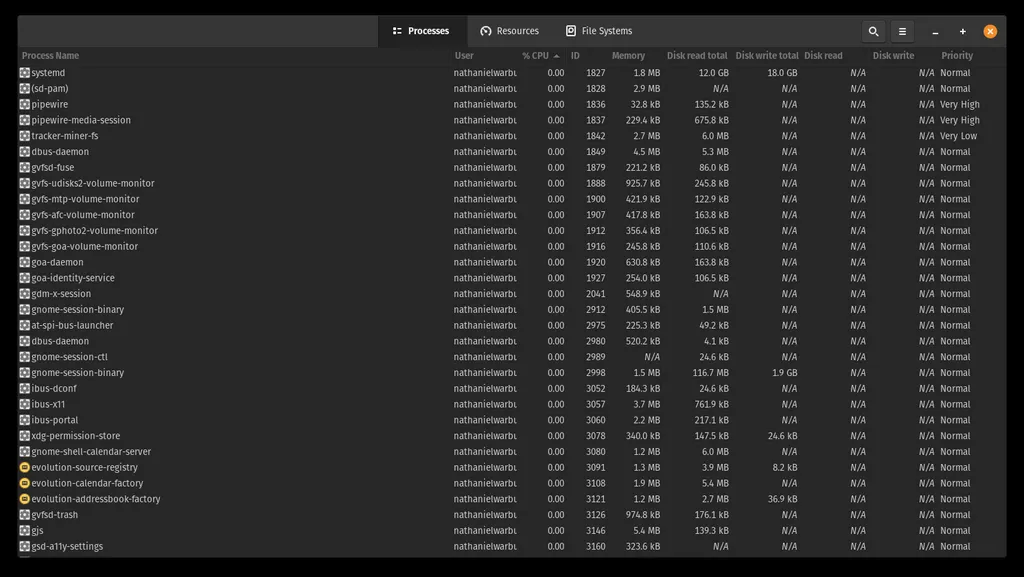 Processes Resources File Systems
Process Name User % CPU ID Memory Disk read total Disk write total Disk read Disk write Priority
systemd nathanielwarbu 0.00 1827 1.8 MB 12.0 GB 18.0 GB N/A N/A Normal
(sd-pam) nathanielwarbu 0.00 1828 2.9 MB N/A N/A N/A N/A Normal
pipewire nathanielwarbu 0.00 1836 32.8 kB 135.2 kB N/A N/A N/A Very High
pipewire-media-session nathanielwarbu 0.00 1837 229.4 kB 675.8 kB N/A N/A N/A Very High
tracker-miner-fs nathanielwarbu 0.00 1842 2.7 MB 6.0 MB N/A N/A N/A Very Low
dbus-daemon nathanielwarbu 0.00 1849 4.5 MB 5.3 MB N/A N/A N/A Normal
gvfsd-fuse nathanielwarbu 0.00 1879 221.2 kB 86.0 kB N/A N/A N/A Normal
gvfs-udisks2-volume-monitor nathanielwarbu 0.00 1888 925.7 kB 245.8 kB N/A N/A N/A Normal
gvfs-mtp-volume-monitor nathanielwarbu 0.00 1900 421.9 kB 122.9 kB N/A N/A N/A Normal
gvfs-afc-volume-monitor nathanielwarbu 0.00 1907 417.8 kB 163.8 kB N/A N/A N/A Normal
gvfs-gphoto2-volume-monitor nathanielwarbu 0.00 1912 356.4 kB 106.5 kB N/A N/A N/A Normal
gvfs-goa-volume-monitor nathanielwarbu 0.00 1916 245.8 kB 110.6 kB N/A N/A N/A Normal
goa-daemon nathanielwarbu 0.00 1920 630.8 kB 163.8 kB N/A N/A N/A Normal
goa-identity-service nathanielwarbu 0.00 1927 254.0 kB 106.5 kB N/A N/A N/A Normal
gdm-x-session nathanielwarbu 0.00 2041 548.9 kB N/A N/A N/A N/A Normal
gnome-session-binary nathanielwarbu 0.00 2912 405.5 kB 1.5 MB N/A N/A N/A Normal
at-spi-bus-launcher nathanielwarbu 0.00 2975 225.3 kB 49.2 kB N/A N/A N/A Normal
dbus-daemon nathanielwarbu 0.00 2980 520.2 kB 4.1 kB N/A N/A N/A Normal
gnome-session-ctl nathanielwarbu 0.00 2989 N/A 24.6 kB N/A N/A N/A Normal
gnome-session-binary nathanielwarbu 0.00 2998 1.5 MB 116.7 MB 1.9 GB N/A N/A Normal
ibus-dconf nathanielwarbu 0.00 3052 184.3 kB 24.6 kB N/A N/A N/A Normal
ibus-x11 nathanielwarbu 0.00 3057 3.7 MB 761.9 kB N/A N/A N/A Normal
ibus-portal nathanielwarbu 0.00 3060 2.2 MB 217.1 kB N/A N/A N/A Normal
xdg-permission-store nathanielwarbu 0.00 3078 340.0 kB 147.5 kB 24.6 kB N/A N/A Normal
gnome-shell-calendar-server nathanielwarbu 0.00 3080 1.2 MB 6.0 MB N/A N/A N/A Normal
evolution-source-registry nathanielwarbu 0.00 3091 1.3 MB 3.9 MB 8.2 kB N/A N/A Normal
evolution-calendar-factory nathanielwarbu 0.00 3108 1.9 MB 5.4 MB N/A N/A N/A Normal
evolution-addressbook-factory nathanielwarbu 0.00 3121 1.2 MB 2.7 MB 36.9 kB N/A N/A Normal
gvfsd-trash nathanielwarbu 0.00 3126 974.8 kB 176.1 kB N/A N/A N/A Normal
gjs nathanielwarbu 0.00 3146 5.4 MB 139.3 kB N/A N/A N/A Normal
gsd-a11y-settings nathanielwarbu 0.00 3160 323.6 kB N/A N/A N/A N/A Normal